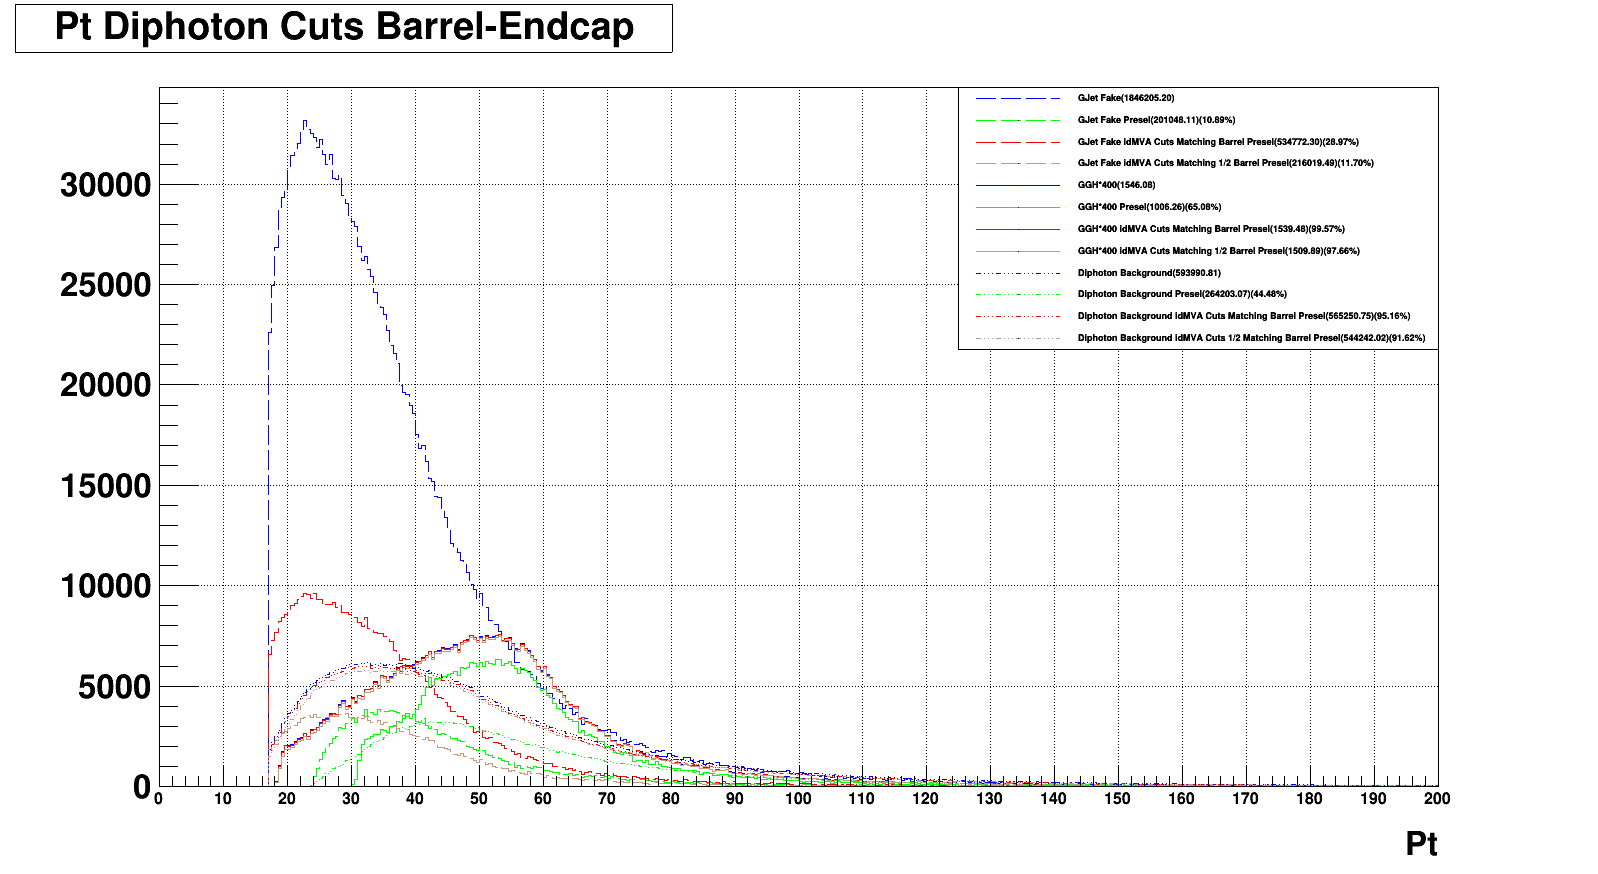 Pt Diphoton Cuts Barrel-Endcap
GJet Fake(1846205.20)
GJet Fake Presel(201048.11)(10.89%)
GJet Fake idMVA Cuts Matching Barrel Presel(534772.30)(28.97%)
GJet Fake idMVA Cuts Matching 1/2 Barrel Presel(216019.49)(11.70%)
GGH*400(1546.08)
GGH*400 Presel(1006.26)(65.08%)
GGH*400 idMVA Cuts Matching Barrel Presel(1539.48)(99.57%)
GGH*400 idMVA Cuts Matching 1/2 Barrel Presel(1509.89)(97.66%)
Diphoton Background(593990.81)
Diphoton Background Presel(264203.07)(44.48%)
Diphoton Background idMVA Cuts Matching Barrel Presel(565250.75)(95.16%)
Diphoton Background idMVA Cuts 1/2 Matching Barrel Presel(544242.02)(91.62%)
30000
25000
20000
15000
10000
5000
0
0 10 20 30 40 50 60 70 80 90 100 110 120 130 140 150 160 170 180 190 200
Pt